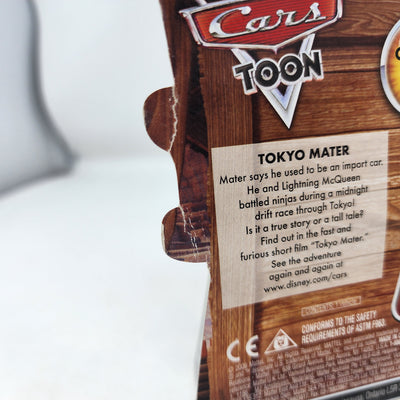 Cars
TOON
TOKYO MATER
Mater says he used to be an import car.
He and Lightning McQueen
battled ninjas during a midnight
drift race through Tokyo!
Is it a true story or a tall tale?
Find out in the fast and
furious short film "Tokyo Mater."
See the adventure
again and again at
www.disney.com/cars
CE
CONFORMS TO THE SAFETY
REQUIREMENTS OF ASTM F963.